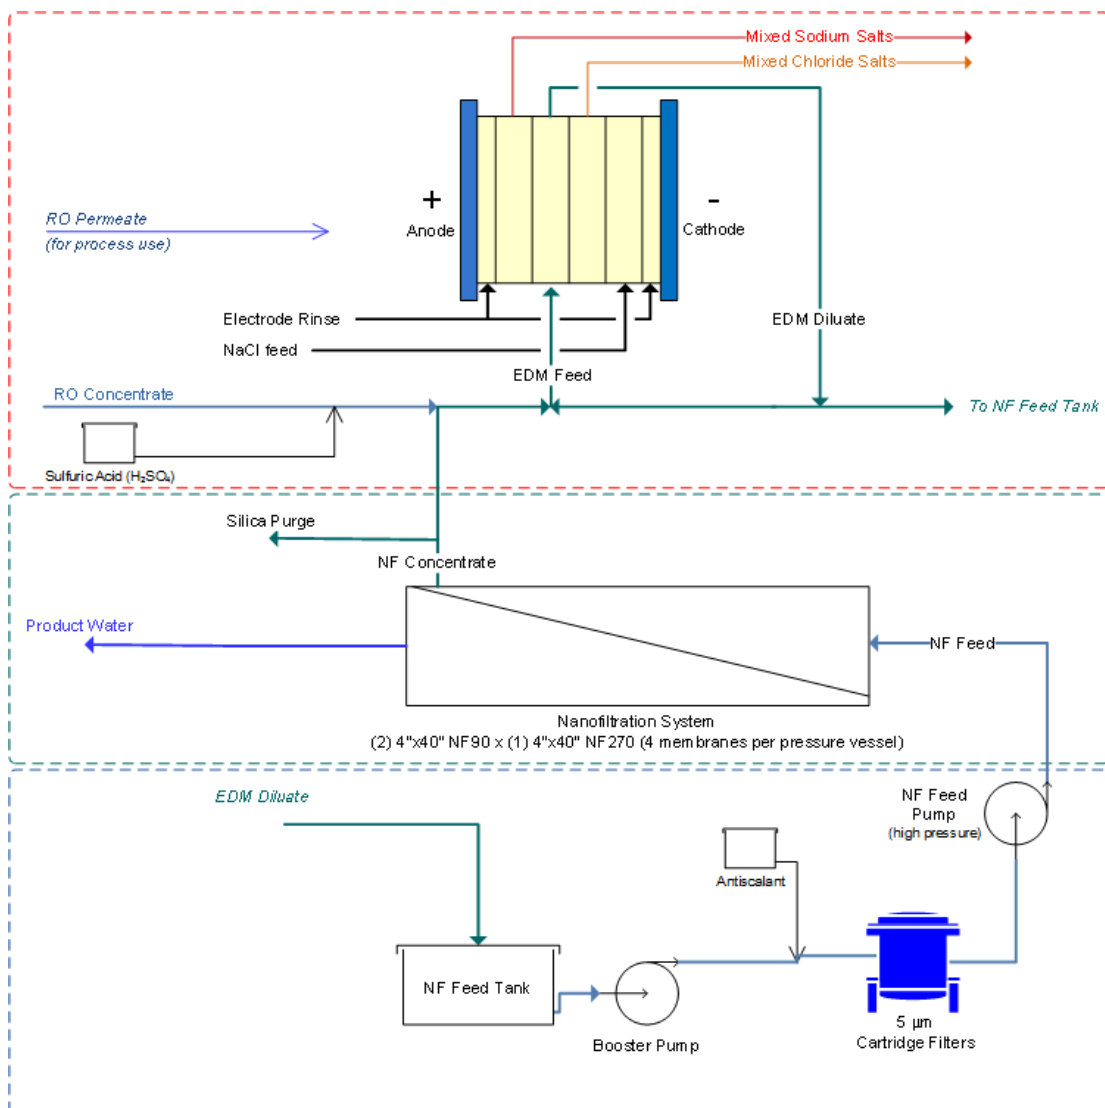 Mixed Sodium Salts
Mixed Chloride Salts
+
Anode
-
Cathode
RO Permeate
(for process use)
Electrode Rinse
NaCl feed
EDM Diluate
EDM Feed
RO Concentrate
To NF Feed Tank
Sulfuric Acid (H₂SO₄)
Silica Purge
NF Concentrate
Product Water
NF Feed
Nanofiltration System
(2) 4"x40" NF90 x (1) 4"x40" NF270 (4 membranes per pressure vessel)
EDM Diluate
NF Feed
Pump
(high pressure)
Antiscalant
NF Feed Tank
Booster Pump
5 µm
Cartridge Filters